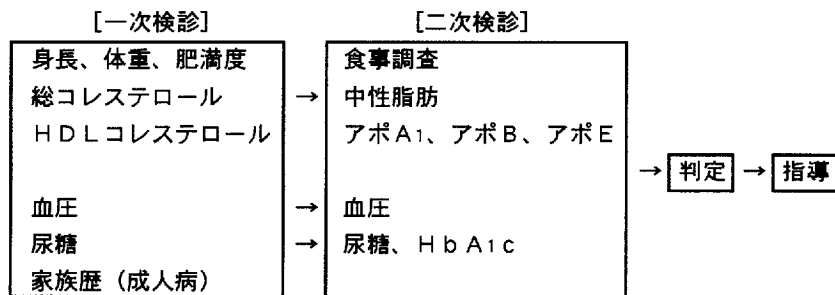 [一次検診] [二次検診]
身長、体重、肥満度 食事調査
総コレステロール → 中性脂肪
HDLコレステロール アポA1、アポB、アポE
→ 判定 → 指導
血圧 → 血圧
尿糖 → 尿糖、HbA1c
家族歴(成人病)